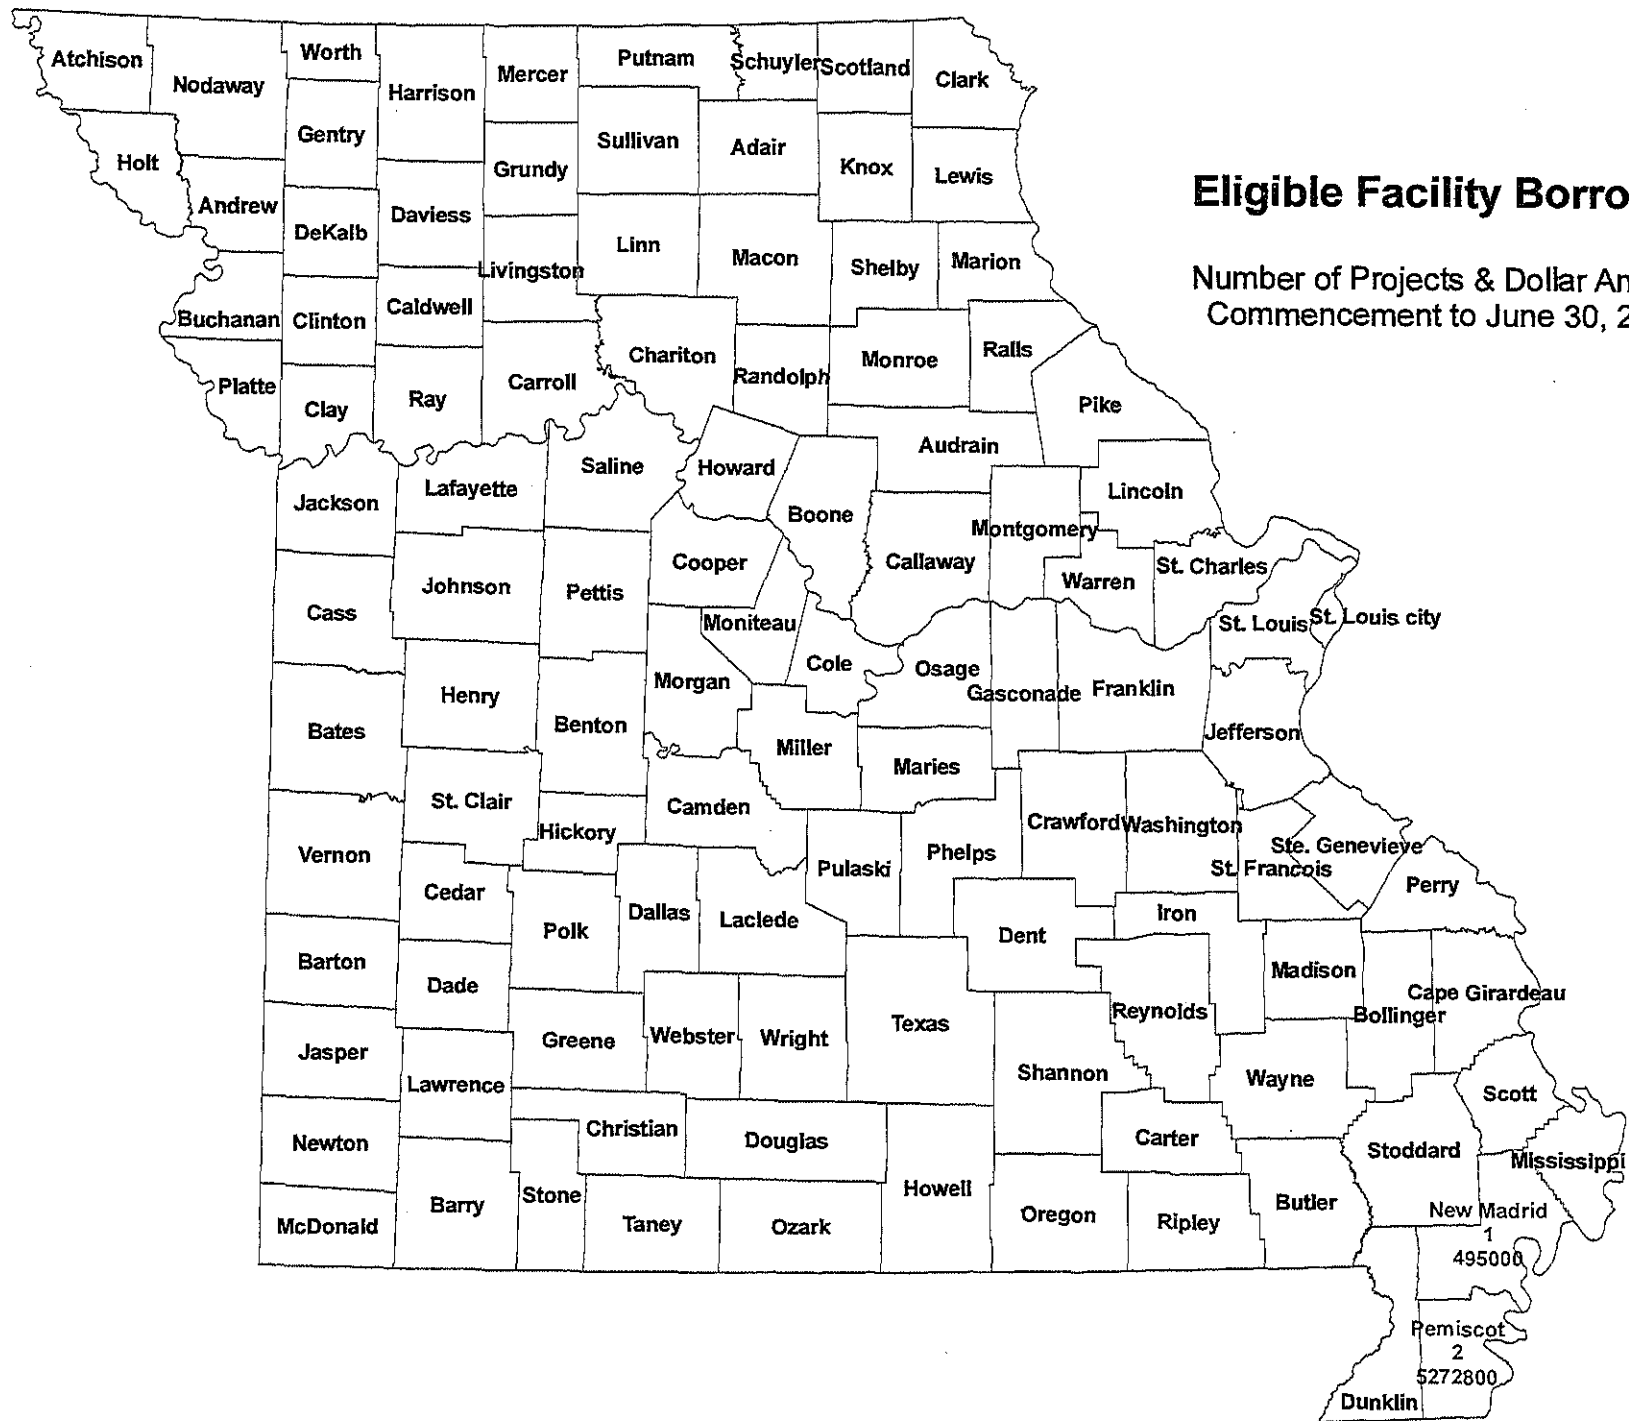 Atchison
Nodaway
Worth
Harrison
Mercer
Putnam
Schuyler
Scotland
Clark
Gentry
Sullivan
Adair
Knox
Lewis
Holt
Grundy
Andrew
DeKalb
Daviess
Eligible Facility Borro
Linn
Macon
Shelby
Marion
Livingston
Number of Projects & Dollar An
Commencement to June 30, 2
Buchanan
Clinton
Caldwell
Chariton
Randolph
Monroe
Ralls
Platte
Clay
Ray
Carroll
Pike
Audrain
Saline
Howard
Jackson
Lafayette
Boone
Lincoln
Montgomery
Cooper
Callaway
Warren
St. Charles
Johnson
Pettis
Cass
Moniteau
St. Louis
St. Louis city
Cole
Osage
Morgan
Gasconade
Franklin
Henry
Benton
Bates
Jefferson
Miller
Maries
St. Clair
Camden
Hickory
Crawford
Washington
Vernon
Pulaski
Phelps
Ste. Genevieve
St. Francois
Perry
Cedar
Polk
Dallas
Laclede
Iron
Dent
Barton
Dade
Madison
Cape Girardeau
Bollinger
Reynolds
Texas
Greene
Webster
Wright
Jasper
Lawrence
Shannon
Wayne
Scott
Newton
Christian
Douglas
Carter
Stoddard
Mississippi
Barry
Stone
Howell
McDonald
Taney
Ozark
Oregon
Ripley
Butler
New Madrid
1
495000
Pemiscot
2
5272800
Dunklin